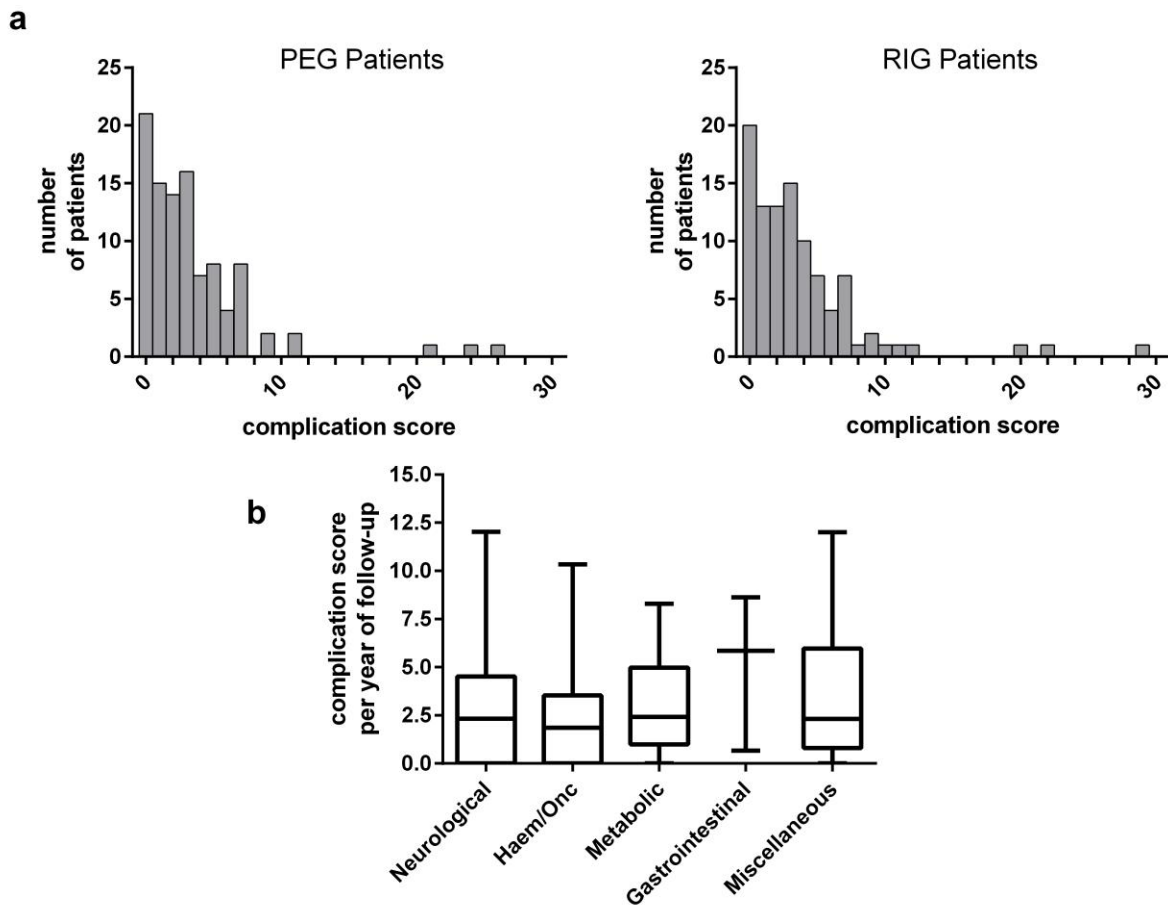 a
PEG Patients
25
20
15
10
5
0
number
of patients
0
10
20
30
complication score
RIG Patients
25
20
15
10
5
0
number
of patients
0
10
20
30
complication score
b
15.0
12.5
10.0
7.5
5.0
2.5
0.0
complication score
per year of follow-up
Neurological
Haem/Onc
Metabolic
Gastrointestinal
Miscellaneous